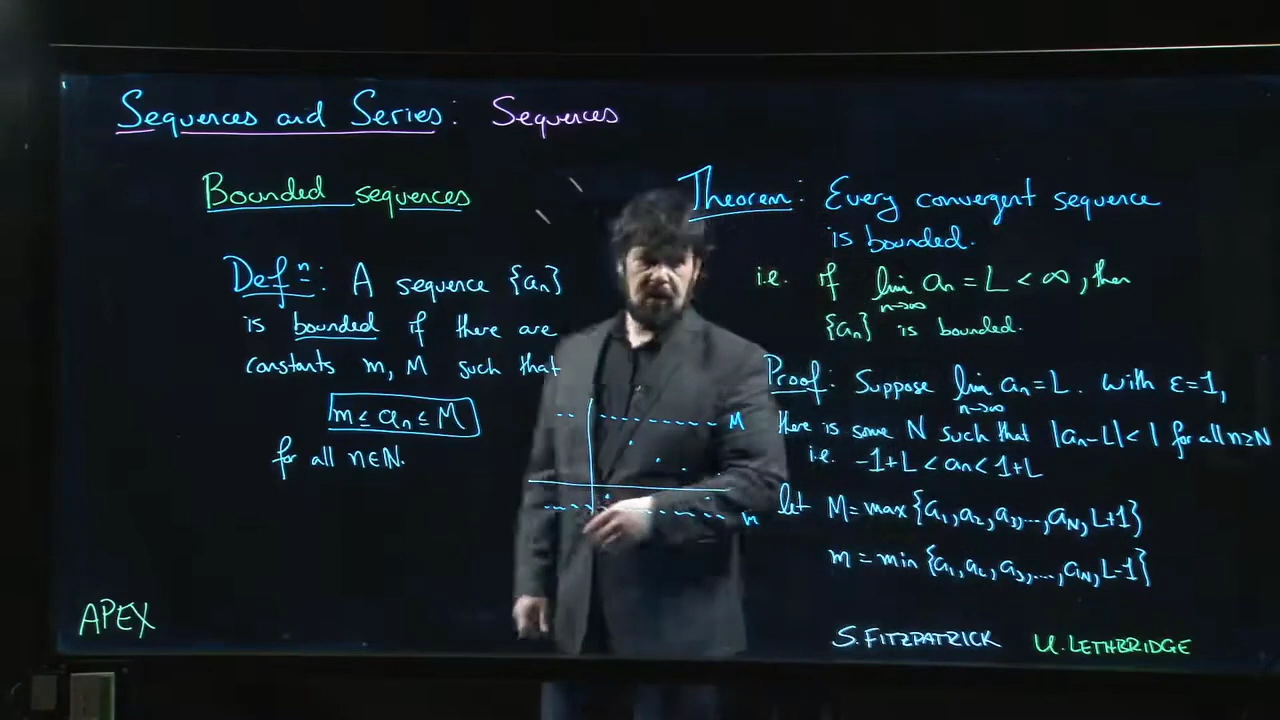 Sequences and Series: Sequences
Bounded sequences
Defⁿ: A sequence {aₙ}
is bounded if there are
constants m, M such that
m ≤ aₙ ≤ M
for all n∈ℕ.
M
m
Theorem: Every convergent sequence
is bounded.
i.e. if lim aₙ = L < ∞, then
n→∞
{aₙ} is bounded.
Proof: Suppose lim aₙ = L. With ε=1,
n→∞
there is some N such that |aₙ-L| < 1 for all n≥N
i.e. -1+L < aₙ < 1+L
let M = max{a₁, a₂, a₃, ..., a_N, L+1}
m = min {a₁, a₂, a₃, ..., a_N, L-1}
APEX
S. FITZPATRICK U. LETHBRIDGE